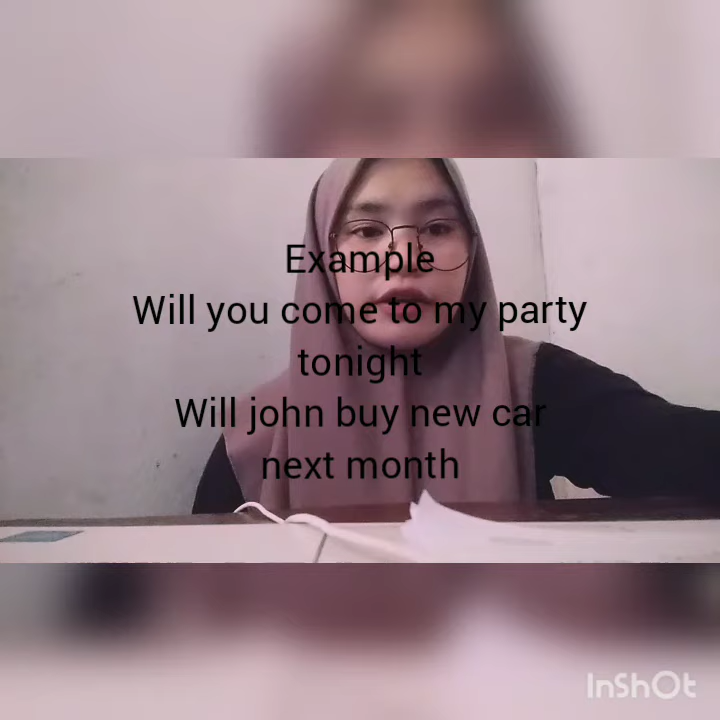 Example
Will you come to my party
tonight
Will john buy new car
next month
InShOt